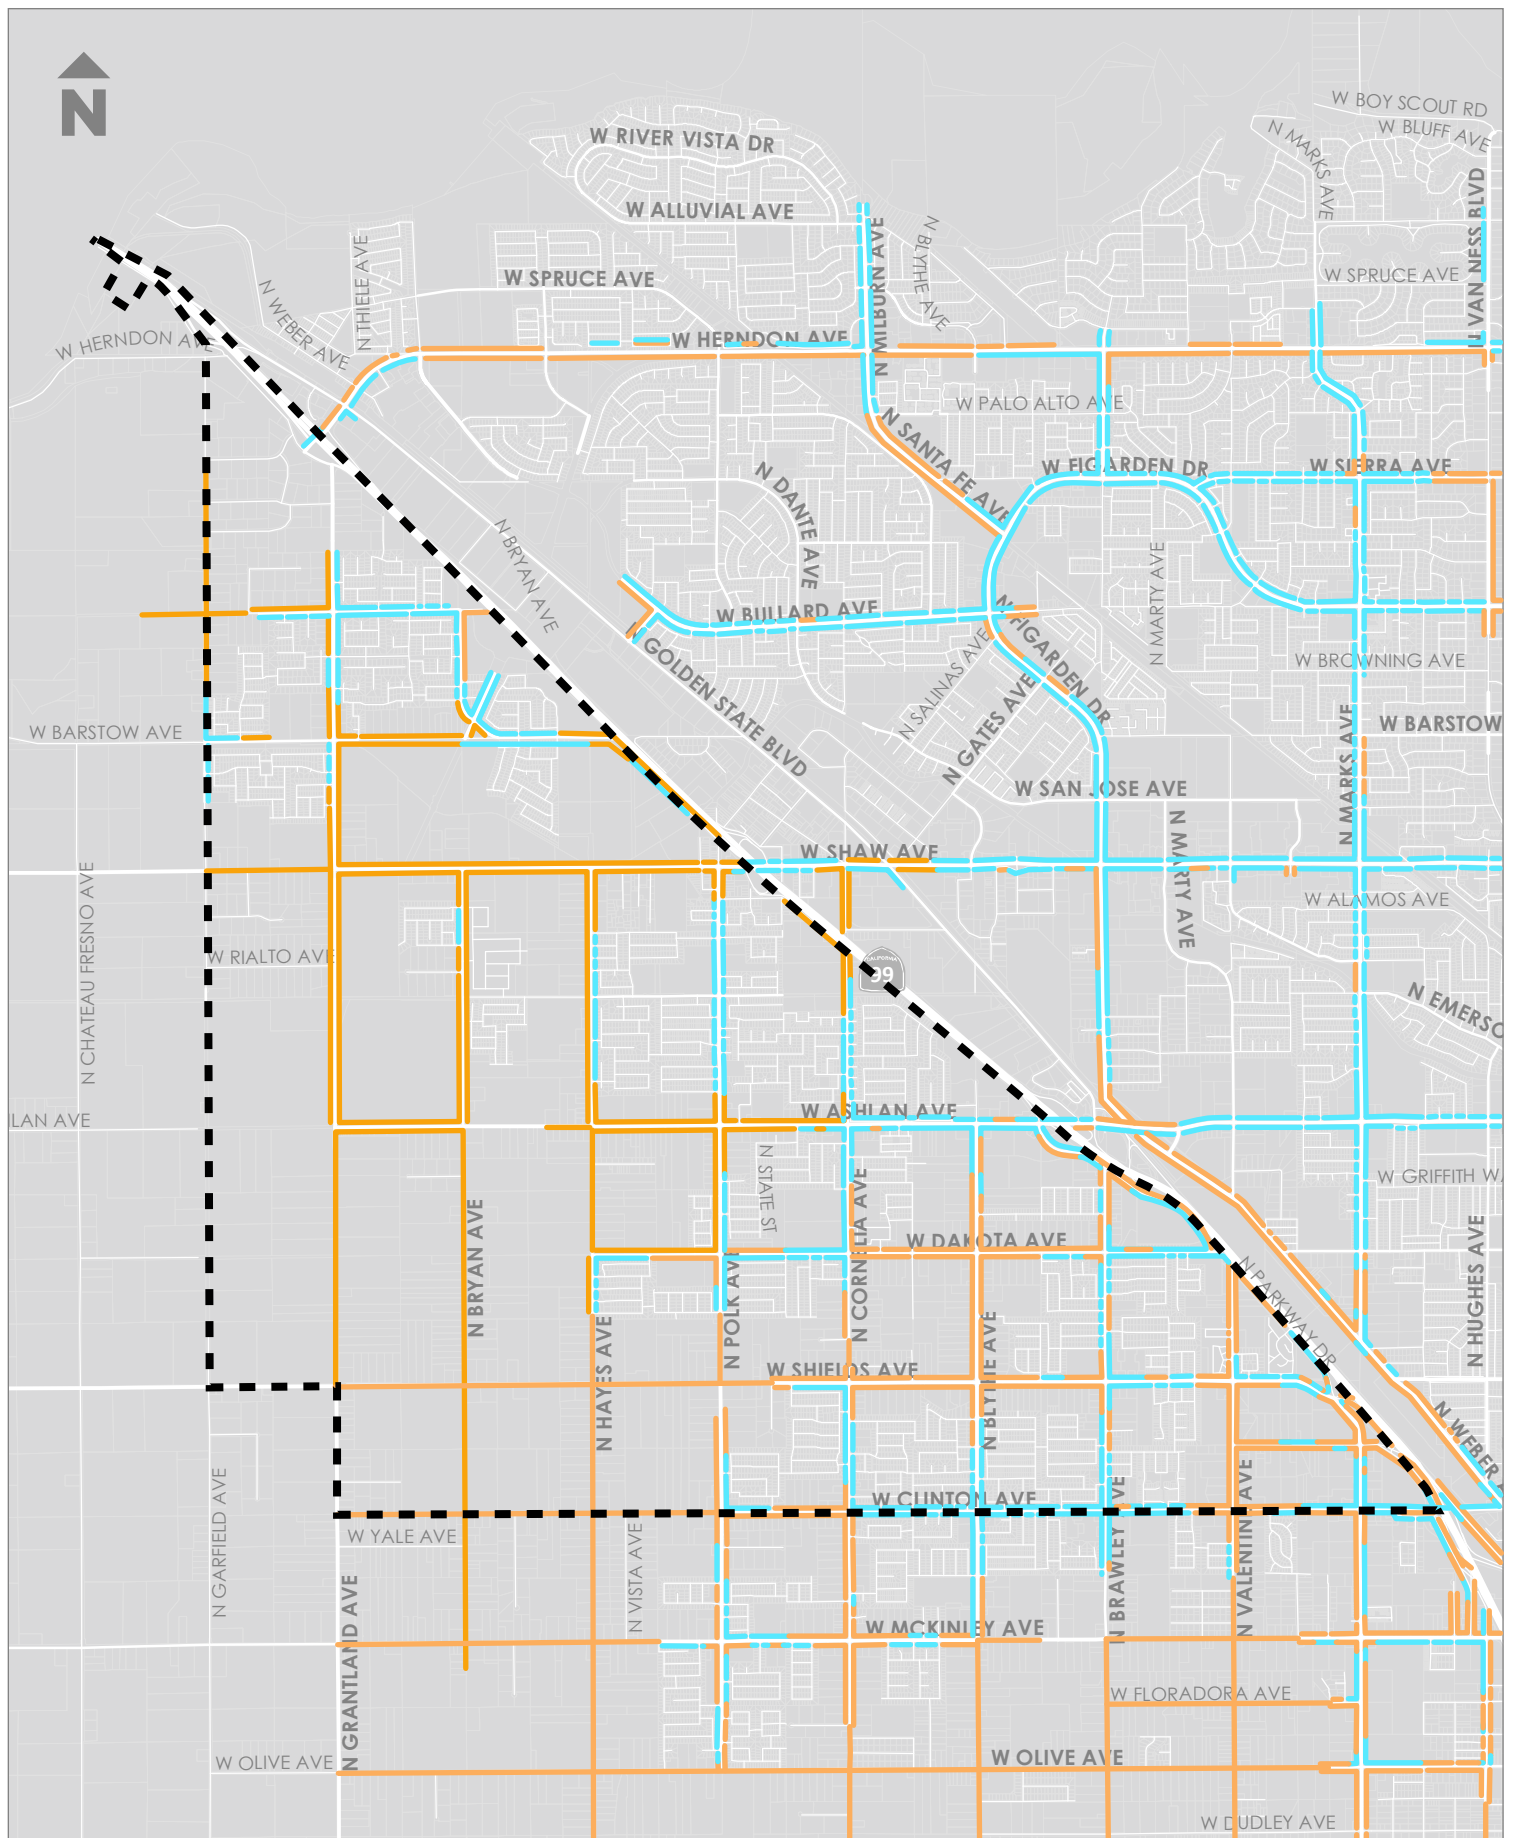 W BOY SCOUT RD
W BLUFF AVE
N MARKS AVE
N
W RIVER VISTA DR
W ALLUVIAL AVE
N VAN NESS BLVD
N MILBURN AVE
N BLYTHE AVE
N THIELE AVE
W SPRUCE AVE
W SPRUCE AVE
N WEBER AVE
W HERNDON AVE
W HERNDON AVE
W PALO ALTO AVE
N SANTA FE AVE
W FIGARDEN DR
W SIERRA AVE
N DANTE AVE
N BRYAN AVE
N MARTY AVE
W BULLARD AVE
N FIGARDEN DR
N GOLDEN STATE BLVD
N SALINAS AVE
W BROWNING AVE
N GATES AVE
W BARSTOW AVE
W BARSTOW
N MARKS AVE
W SAN JOSE AVE
N MARTY AVE
W SHAW AVE
N CHATEAU FRESNO AVE
W ALAMOS AVE
W RIALTO AVE
CALIFORNIA
99
N EMERSO
LAN AVE
W ASHLAN AVE
N STATE ST
N CORNELIA AVE
W GRIFFITH WA
N BRYAN AVE
W DAKOTA AVE
N HUGHES AVE
N POLK AVE
N PARKWAY DR
N HAYES AVE
N BLYTHE AVE
W SHIELDS AVE
N WEBER A
N GARFIELD AVE
W CLINTON AVE
N BRAWLEY AVE
N VALENTINE AVE
W YALE AVE
N VISTA AVE
N GRANTLAND AVE
W MCKINLEY AVE
W FLORADORA AVE
W OLIVE AVE
W OLIVE AVE
W DUDLEY AVE